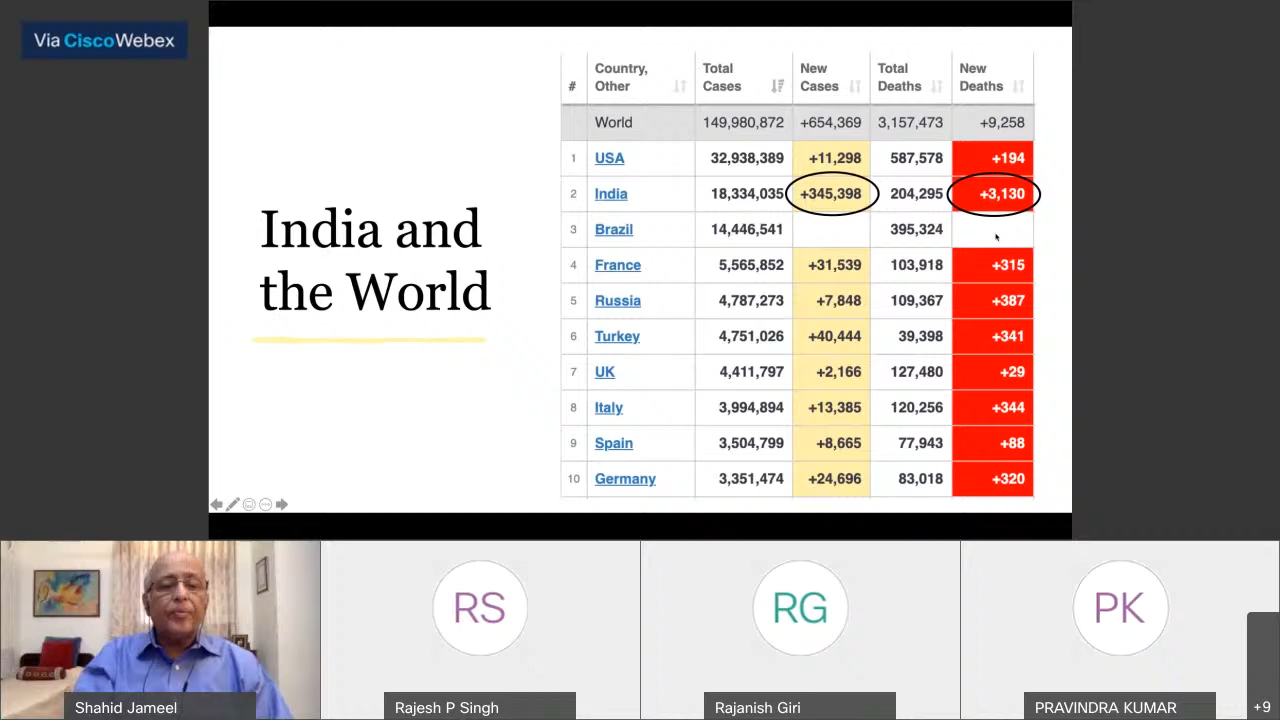 Via Cisco Webex
India and
the World
# Country, Other Total Cases New Cases Total Deaths New Deaths
World 149,980,872 +654,369 3,157,473 +9,258
1 USA 32,938,389 +11,298 587,578 +194
2 India 18,334,035 +345,398 204,295 +3,130
3 Brazil 14,446,541 395,324
4 France 5,565,852 +31,539 103,918 +315
5 Russia 4,787,273 +7,848 109,367 +387
6 Turkey 4,751,026 +40,444 39,398 +341
7 UK 4,411,797 +2,166 127,480 +29
8 Italy 3,994,894 +13,385 120,256 +344
9 Spain 3,504,799 +8,665 77,943 +88
10 Germany 3,351,474 +24,696 83,018 +320
RS
RG
PK
Shahid Jameel
Rajesh P Singh
Rajanish Giri
PRAVINDRA KUMAR
+9